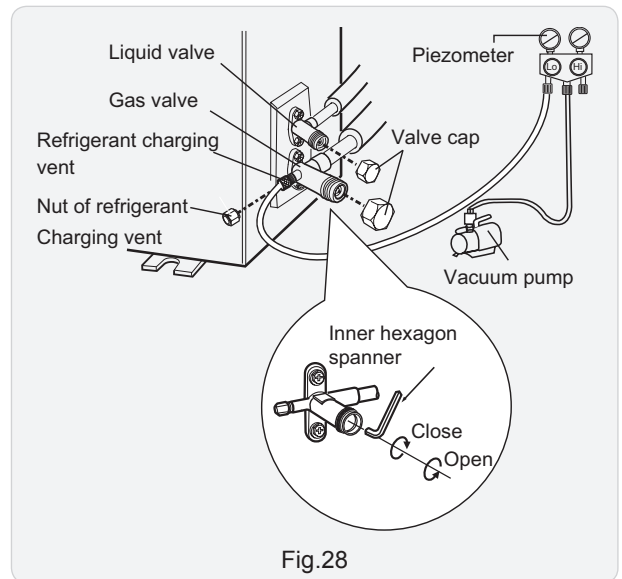 Liquid valve
Gas valve
Refrigerant charging
vent
Nut of refrigerant
Charging vent
Piezometer
Lo
Hi
Valve cap
Vacuum pump
Inner hexagon
spanner
Close
Open
Fig.28